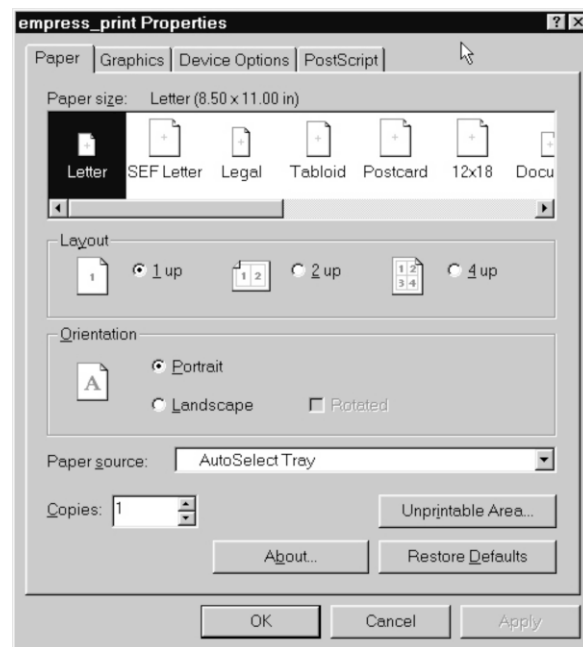 empress_print Properties ? ×
Paper Graphics Device Options PostScript
Paper size: Letter (8.50 x 11.00 in)
Letter SEF Letter Legal Tabloid Postcard 12x18 Docu
Layout
1 1 up 1 2 2 up 1 2 3 4 4 up
Orientation
A Portrait
Landscape Rotated
Paper source: AutoSelect Tray
Copies: 1 Unprintable Area...
About... Restore Defaults
OK Cancel Apply